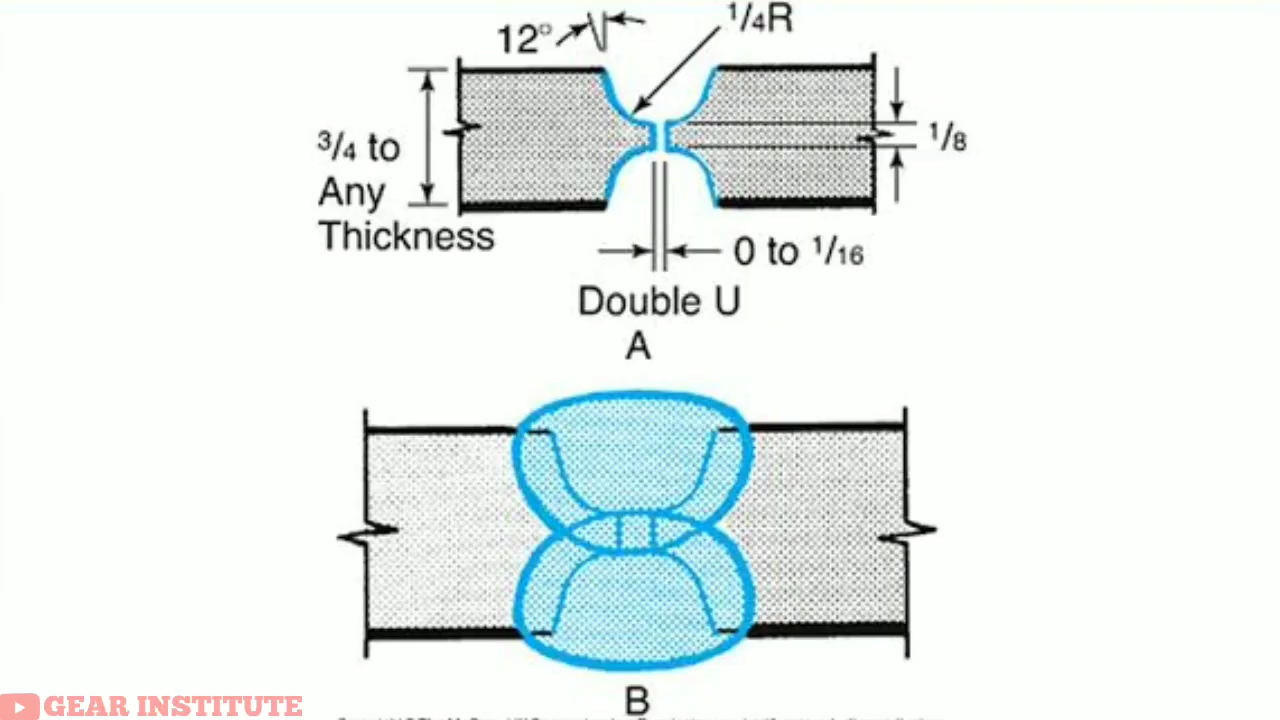 12°
1/4R
3/4 to
Any
Thickness
1/8
0 to 1/16
Double U
A
B
GEAR INSTITUTE